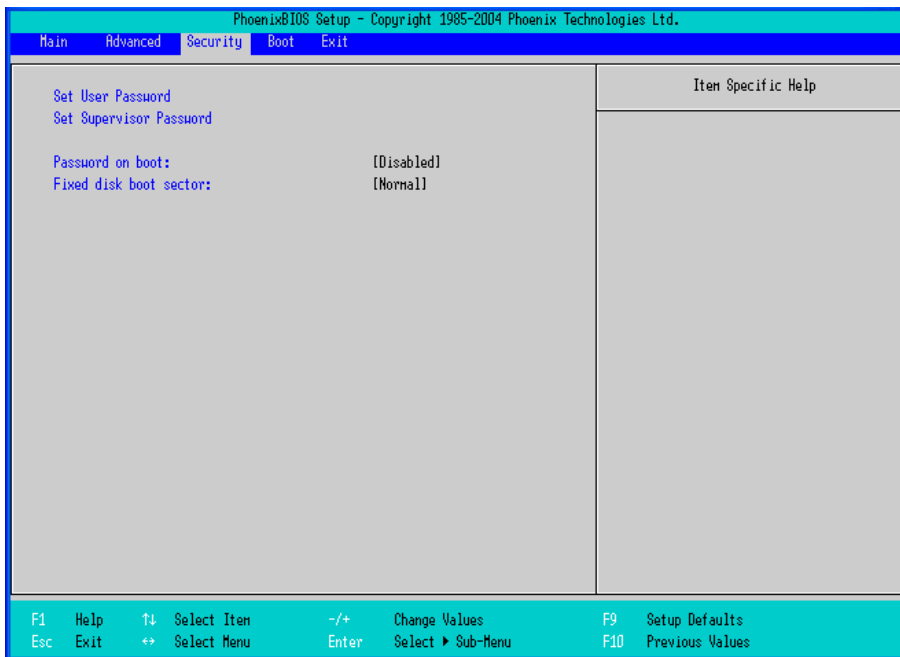 PhoenixBIOS Setup - Copyright 1985-2004 Phoenix Technologies Ltd.
Main Advanced Security Boot Exit
Item Specific Help
Set User Password
Set Supervisor Password
Password on boot: [Disabled]
Fixed disk boot sector: [Normal]
F1 Help ↑↓ Select Item -/+ Change Values F9 Setup Defaults
Esc Exit ↔ Select Menu Enter Select ▶ Sub-Menu F10 Previous Values